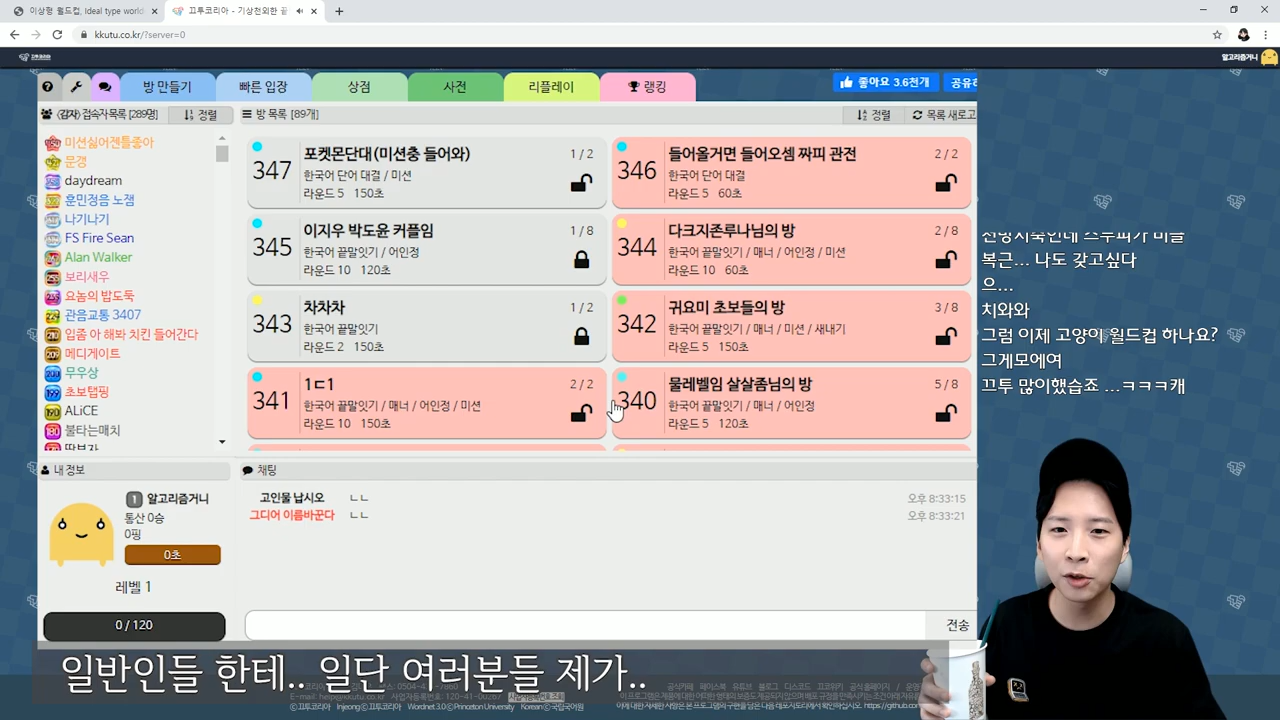 이상형 월드컵, Ideal type world
끄투코리아 - 기상천외한 끝
kkutu.co.kr/?server=0
끄투코리아
알고리즘거니
방 만들기
빠른 입장
상점
사전
리플레이
랭킹
좋아요 3.6천개
공유하
<감자> 접속자 목록 [289명]
정렬
방 목록 [89개]
정렬
목록 새로고
미션싫어젠틀좋아
문경
daydream
훈민정음 노잼
나기나기
FS Fire Sean
Alan Walker
보리새우
요놈의 밥도둑
관음교통 3407
입좀 아 해봐 치킨 들어간다
메디게이트
무우상
초보탭핑
ALiCE
불타는매치
347
포켓몬단대(미션충 들어와)
1 / 2
한국어 단어 대결 / 미션
라운드 5 150초
346
들어올거면 들어오셈 짜피 관전
2 / 2
한국어 단어 대결
라운드 5 60초
345
이지우 박도윤 커플임
1 / 8
한국어 끝말잇기 / 어인정
라운드 10 120초
344
다크지존루나님의 방
2 / 8
한국어 끝말잇기 / 어인정 / 미션
라운드 10 60초
343
차차차
1 / 2
한국어 끝말잇기
라운드 2 150초
342
귀요미 초보들의 방
3 / 8
한국어 끝말잇기 / 매너 / 미션 / 새내기
라운드 5 150초
341
1ㄷ1
2 / 2
한국어 끝말잇기 / 매너 / 어인정 / 미션
라운드 10 150초
340
물레벨임 살살좀님의 방
5 / 8
한국어 끝말잇기 / 매너 / 어인정
라운드 5 120초
복근... 나도 갖고싶다
으...
치와와
그럼 이제 고양이 월드컵 하나요?
그게모에여
끄투 많이했습죠 ...ㅋㅋㅋ캐
내 정보
1 알고리즘거니
통산 0승
0핑
0초
레벨 1
0 / 120
채팅
고인물 납시오 ㄴㄴ
오후 8:33:15
그디어 이름바꾼다 ㄴㄴ
오후 8:33:21
전송
일반인들 한테.. 일단 여러분들 제가..